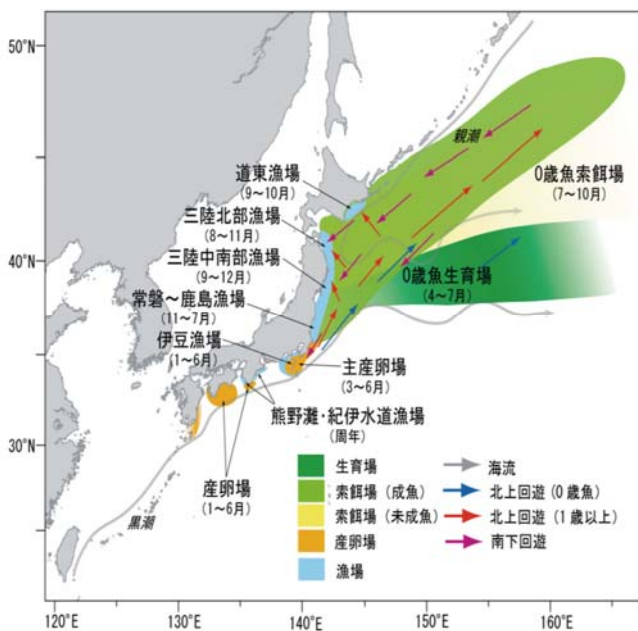 50°N
40°N
30°N
120°E
130°E
140°E
150°E
160°E
親潮
道東漁場
(9〜10月)
0歳魚索餌場
(7〜10月)
三陸北部漁場
(8〜11月)
三陸中南部漁場
(9〜12月)
0歳魚生育場
(4〜7月)
常磐〜鹿島漁場
(11〜7月)
伊豆漁場
(1〜6月)
主産卵場
(3〜6月)
熊野灘・紀伊水道漁場
(周年)
産卵場
(1〜6月)
黒潮
生育場
索餌場(成魚)
索餌場(未成魚)
産卵場
漁場
海流
北上回遊(0歳魚)
北上回遊(1歳以上)
南下回遊